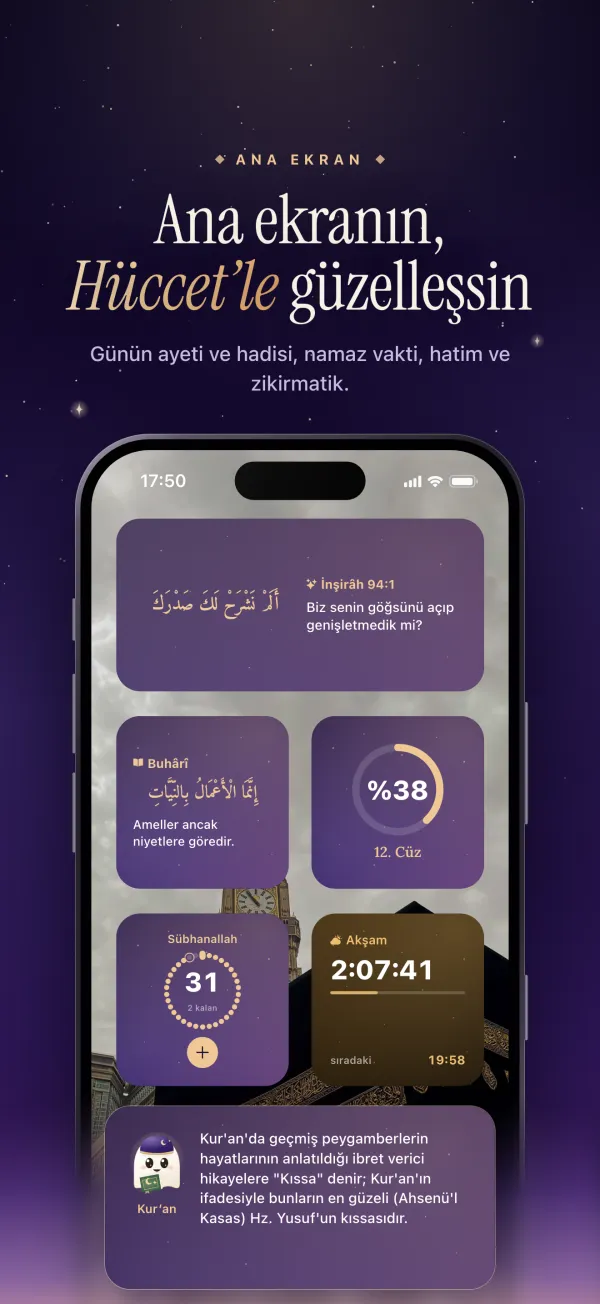 ANA EKRAN
Ana ekranın,
Hüccet'le güzelleşsin
Günün ayeti ve hadisi, namaz vakti, hatim ve
zikirmatik.
17:50
أَلَمْ نَشْرَحْ لَكَ صَدْرَكَ
İnşirâh 94:1
Biz senin göğsünü açıp
genişletmedik mi?
Buhârî
إِنَّمَا الْأَعْمَالُ بِالنِّيَّاتِ
Ameller ancak
niyetlere göredir.
%38
12. Cüz
Sübhanallah
31
2 kalan
+
Akşam
2:07:41
sıradaki
19:58
Kur'an
Kur'an'da geçmiş peygamberlerin
hayatlarının anlatıldığı ibret verici
hikayelere "Kıssa" denir; Kur'an'ın
ifadesiyle bunların en güzeli (Ahsenü'l
Kasas) Hz. Yusuf'un kıssasıdır.